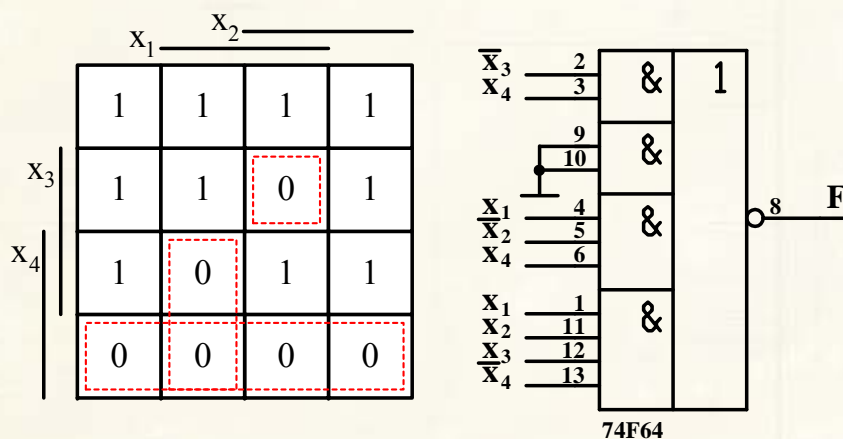 x₂
x₁
1 1 1 1
x₃
1 1 0 1
x₄
1 0 1 1
0 0 0 0
x̅₃ 2 & 1
x₄ 3
9 &
10
x₁ 4 &
x̅₂ 5
x₄ 6
8 F
x₁ 1 &
x₂ 11
x₃ 12
x̅₄ 13
74F64